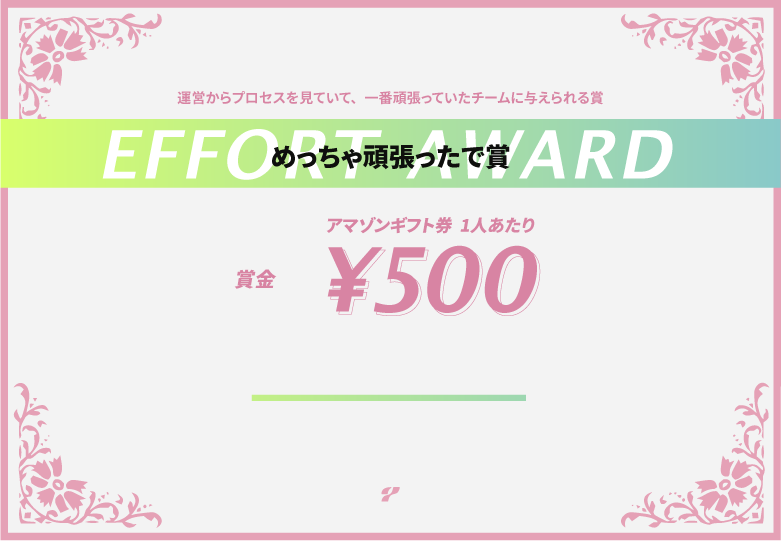 運営からプロセスを見ていて、一番頑張っていたチームに与えられる賞
EFFORT AWARD
めっちゃ頑張ったで賞
アマゾンギフト券 1人あたり
賞金
¥500